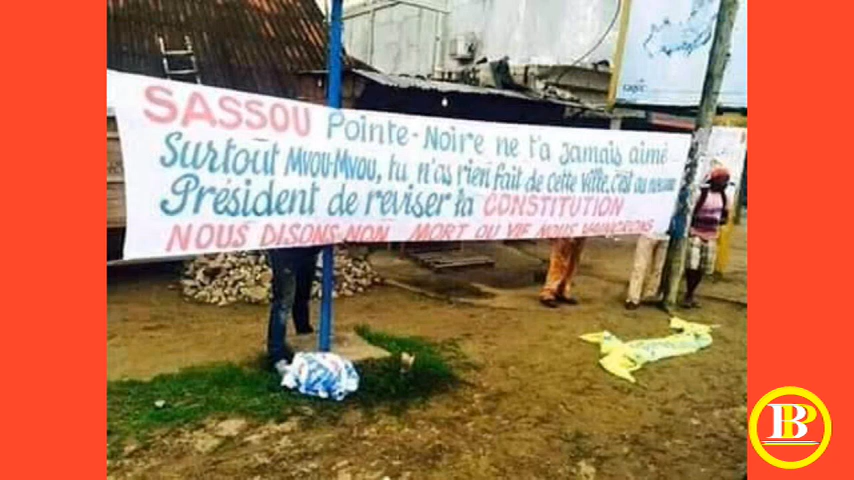 SASSOU Pointe-Noire ne t'a jamais aimé
Surtout MVOU-MVOU, tu n'as rien fait de cette ville, c'est au nouveau
Président de reviser la CONSTITUTION
NOUS DISONS NON MORT OU VIF NOUS VAINCRONS
BP